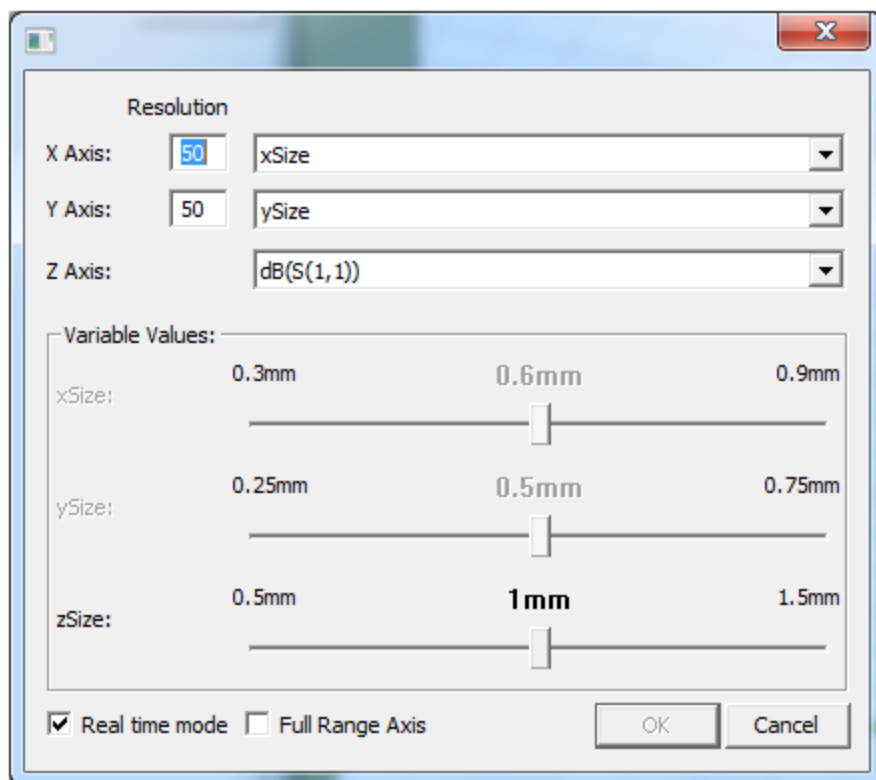 Resolution
X Axis: 50 xSize
Y Axis: 50 ySize
Z Axis: dB(S(1,1))
Variable Values:
0.3mm 0.6mm 0.9mm
xSize:
0.25mm 0.5mm 0.75mm
ySize:
0.5mm 1mm 1.5mm
zSize:
Real time mode Full Range Axis OK Cancel